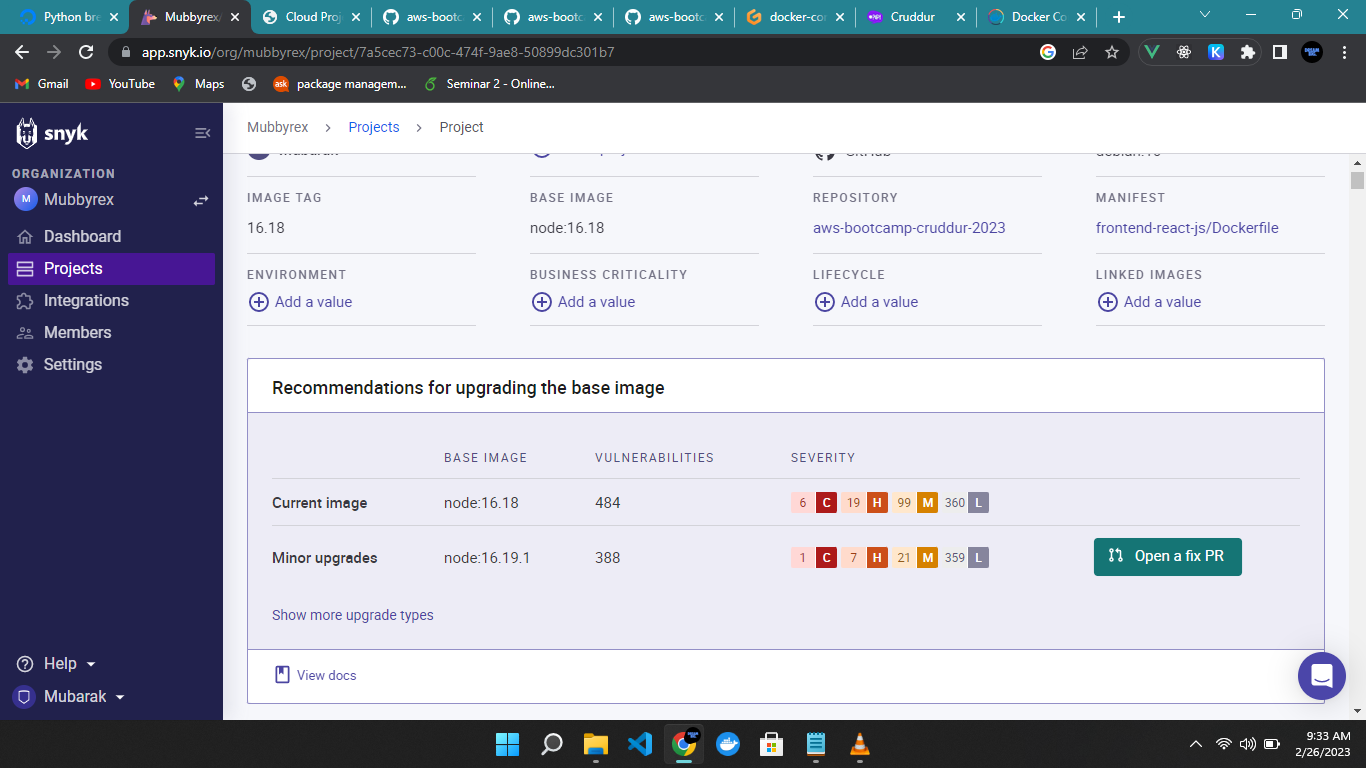 Python bre
Mubbyrex/
Cloud Proj
aws-bootc
aws-bootc
aws-bootc
docker-cor
Cruddur
Docker Co
app.snyk.io/org/mubbyrex/project/7a5cec73-c00c-474f-9ae8-50899dc301b7
Gmail
YouTube
Maps
ask
package managem...
Seminar 2 - Online...
snyk
ORGANIZATION
M
Mubbyrex
Dashboard
Projects
Integrations
Members
Settings
Help
Mubarak
Mubbyrex > Projects > Project
GitHub
IMAGE TAG
16.18
BASE IMAGE
node:16.18
REPOSITORY
aws-bootcamp-cruddur-2023
MANIFEST
frontend-react-js/Dockerfile
ENVIRONMENT
Add a value
BUSINESS CRITICALITY
Add a value
LIFECYCLE
Add a value
LINKED IMAGES
Add a value
Recommendations for upgrading the base image
BASE IMAGE VULNERABILITIES SEVERITY
Current image node:16.18 484 6 C 19 H 99 M 360 L
Minor upgrades node:16.19.1 388 1 C 7 H 21 M 359 L Open a fix PR
Show more upgrade types
View docs
9:33 AM
2/26/2023